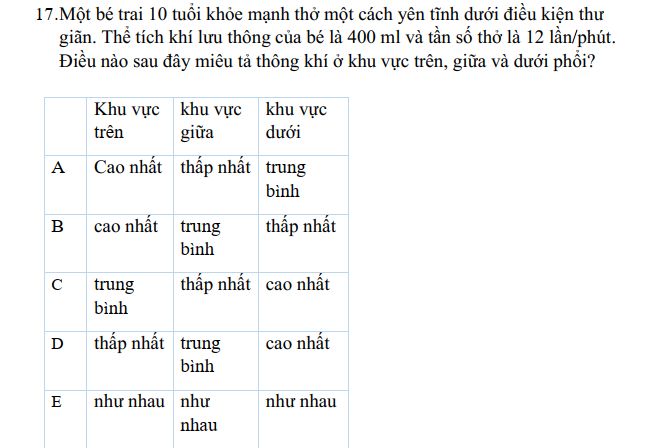 17.Một bé trai 10 tuổi khỏe mạnh thở một cách yên tĩnh dưới điều kiện thư
giãn. Thể tích khí lưu thông của bé là 400 ml và tần số thở là 12 lần/phút.
Điều nào sau đây miêu tả thông khí ở khu vực trên, giữa và dưới phổi?
Khu vực khu vực khu vực
trên giữa dưới
A Cao nhất thấp nhất trung
bình
B cao nhất trung thấp nhất
bình
C trung thấp nhất cao nhất
bình
D thấp nhất trung cao nhất
bình
E như nhau như như nhau
nhau